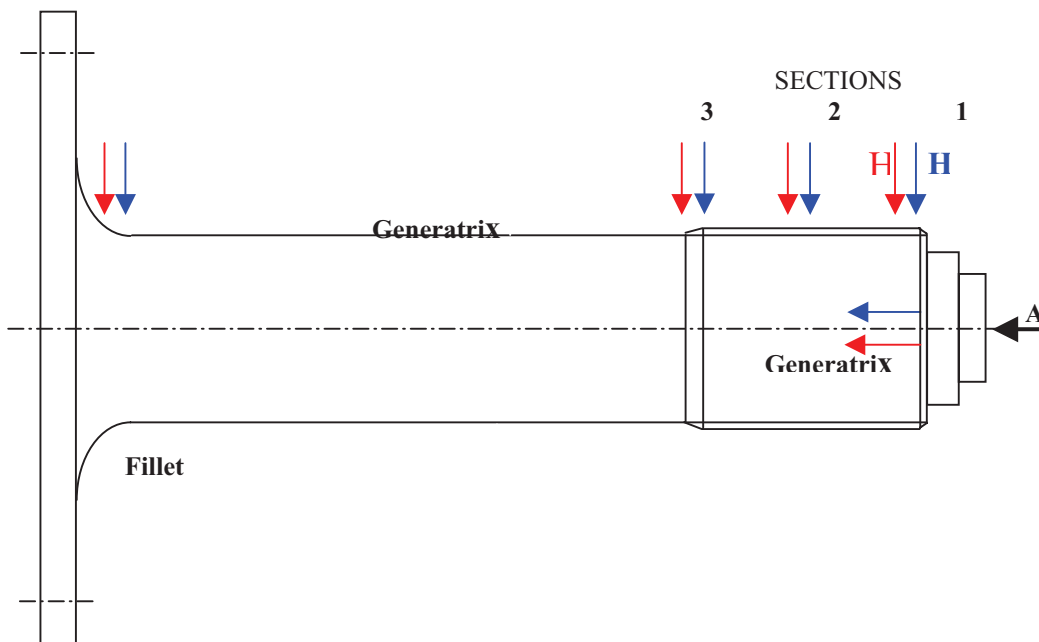 SECTIONS
3 2 1
H H
Generatrix
A
Generatrix
Fillet